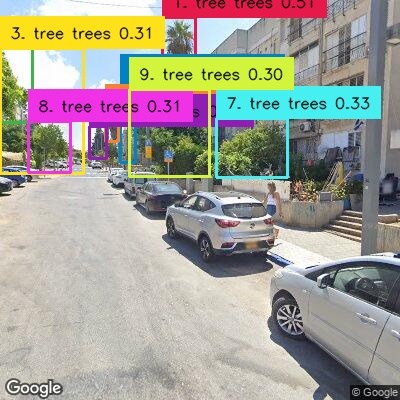 1. tree trees 0.51
3. tree trees 0.31
9. tree trees 0.30
8. tree trees 0.31
7. tree trees 0.33
Google
© Google